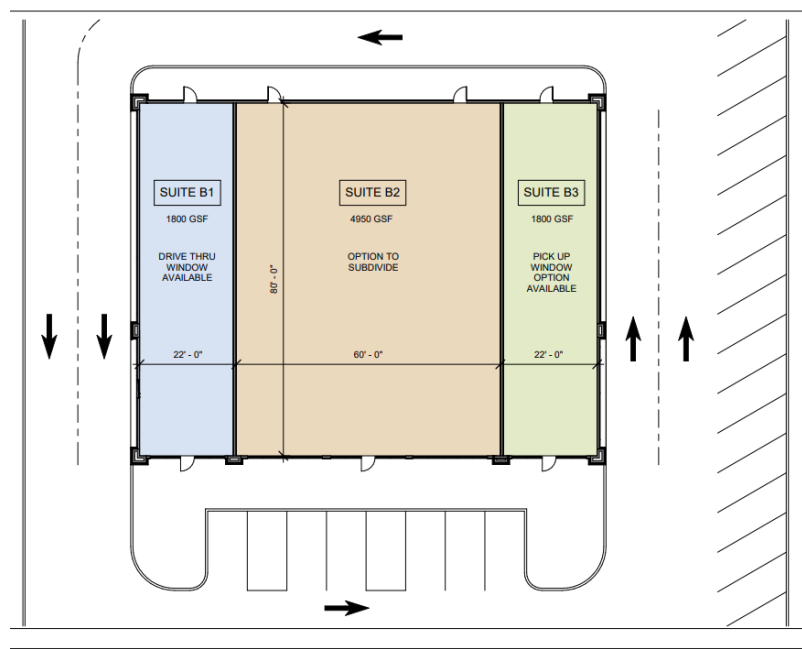 SUITE B1
1800 GSF
DRIVE THRU
WINDOW
AVAILABLE
SUITE B2
4950 GSF
OPTION TO
SUBDIVIDE
SUITE B3
1800 GSF
PICK UP
WINDOW
OPTION
AVAILABLE
80' - 0"
22' - 0"
60' - 0"
22' - 0"